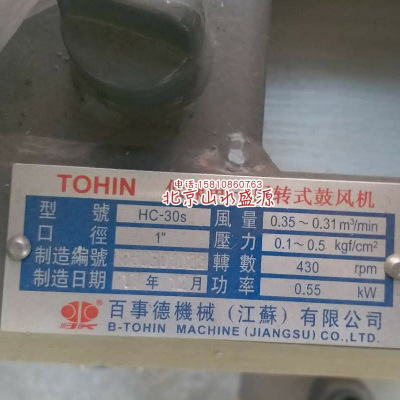 TOHIN 转式鼓风机
电话:15810860763
北京山水盛源
型號 HC-30s 風量 0.35～0.31 m³/min
口徑 1" 壓力 0.1～0.5 kgf/cm²
制造編號 轉數 430 rpm
制造日期 年 月 功率 0.55 kW
百事德機械（江蘇）有限公司
B-TOHIN MACHINE (JIANGSU) CO., LTD.